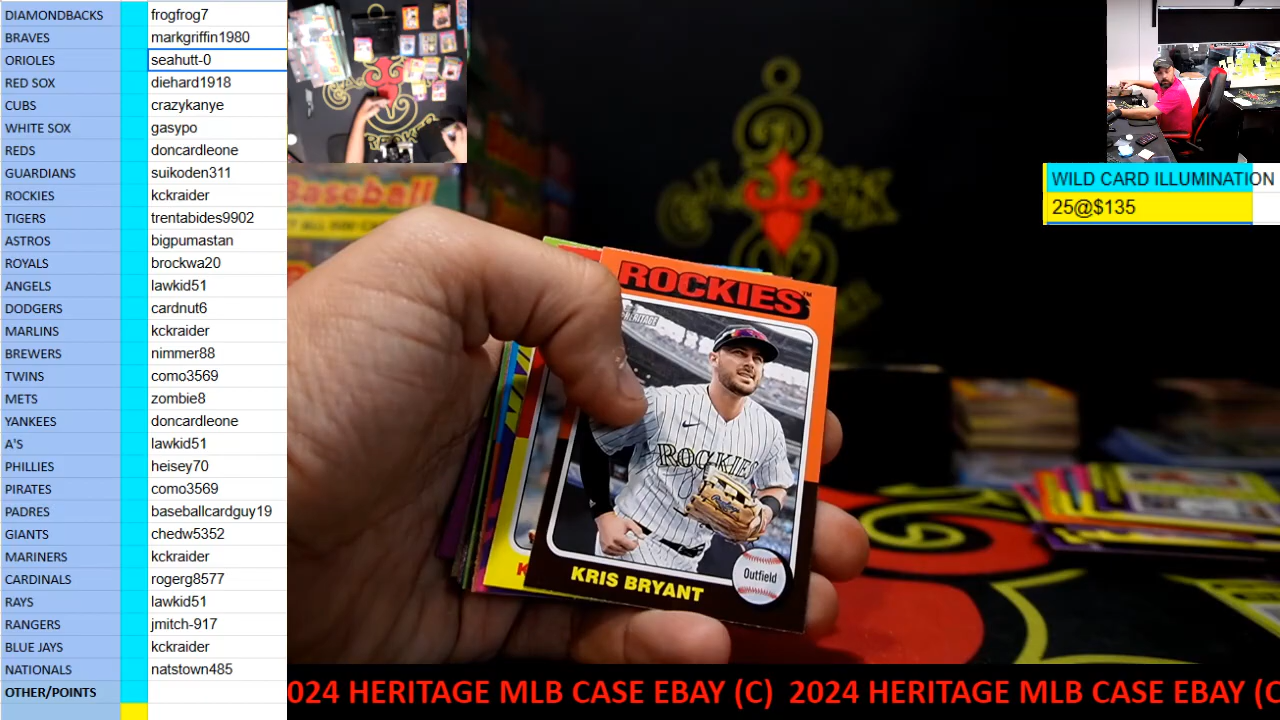 DIAMONDBACKS frogfrog7
BRAVES markgriffin1980
ORIOLES seahutt-0
RED SOX diehard1918
CUBS crazykanye
WHITE SOX gasypo
REDS doncardleone
GUARDIANS suikoden311
ROCKIES kckraider
TIGERS trentabides9902
ASTROS bigpumastan
ROYALS brockwa20
ANGELS lawkid51
DODGERS cardnut6
MARLINS kckraider
BREWERS nimmer88
TWINS como3569
METS zombie8
YANKEES doncardleone
A'S lawkid51
PHILLIES heisey70
PIRATES como3569
PADRES baseballcardguy19
GIANTS chedw5352
MARINERS kckraider
CARDINALS rogerg8577
RAYS lawkid51
RANGERS jmitch-917
BLUE JAYS kckraider
NATIONALS natstown485
OTHER/POINTS
WILD CARD ILLUMINATION
25@$135
Baseball
ROCKIES™
HERITAGE
ROCKIES
Outfield
KRIS BRYANT
024 HERITAGE MLB CASE EBAY (C) 2024 HERITAGE MLB CASE EBAY (C